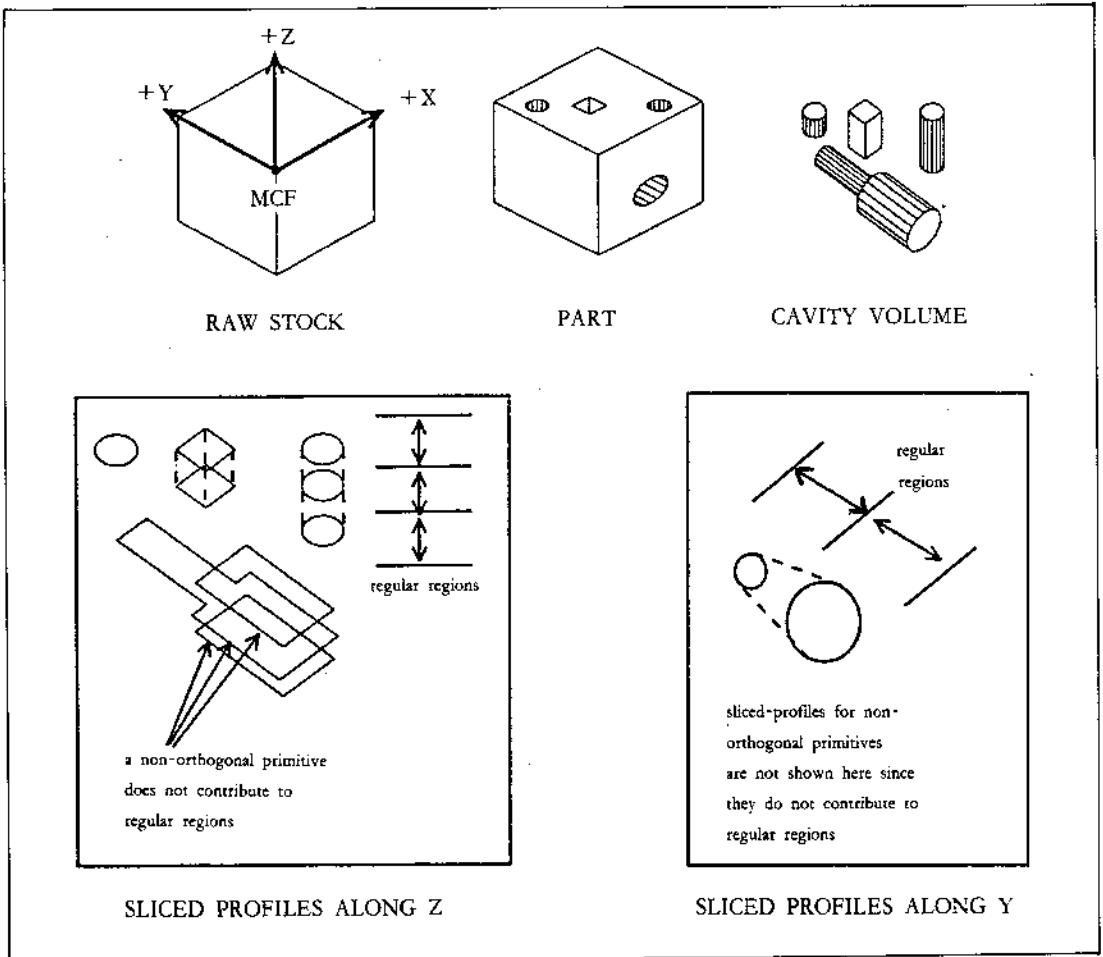 +Z
+Y
+X
MCF
RAW STOCK
PART
CAVITY VOLUME
regular regions
a non-orthogonal primitive
does not contribute to
regular regions
SLICED PROFILES ALONG Z
regular
regions
sliced-profiles for non-
orthogonal primitives
are not shown here since
they do not contribute to
regular regions
SLICED PROFILES ALONG Y